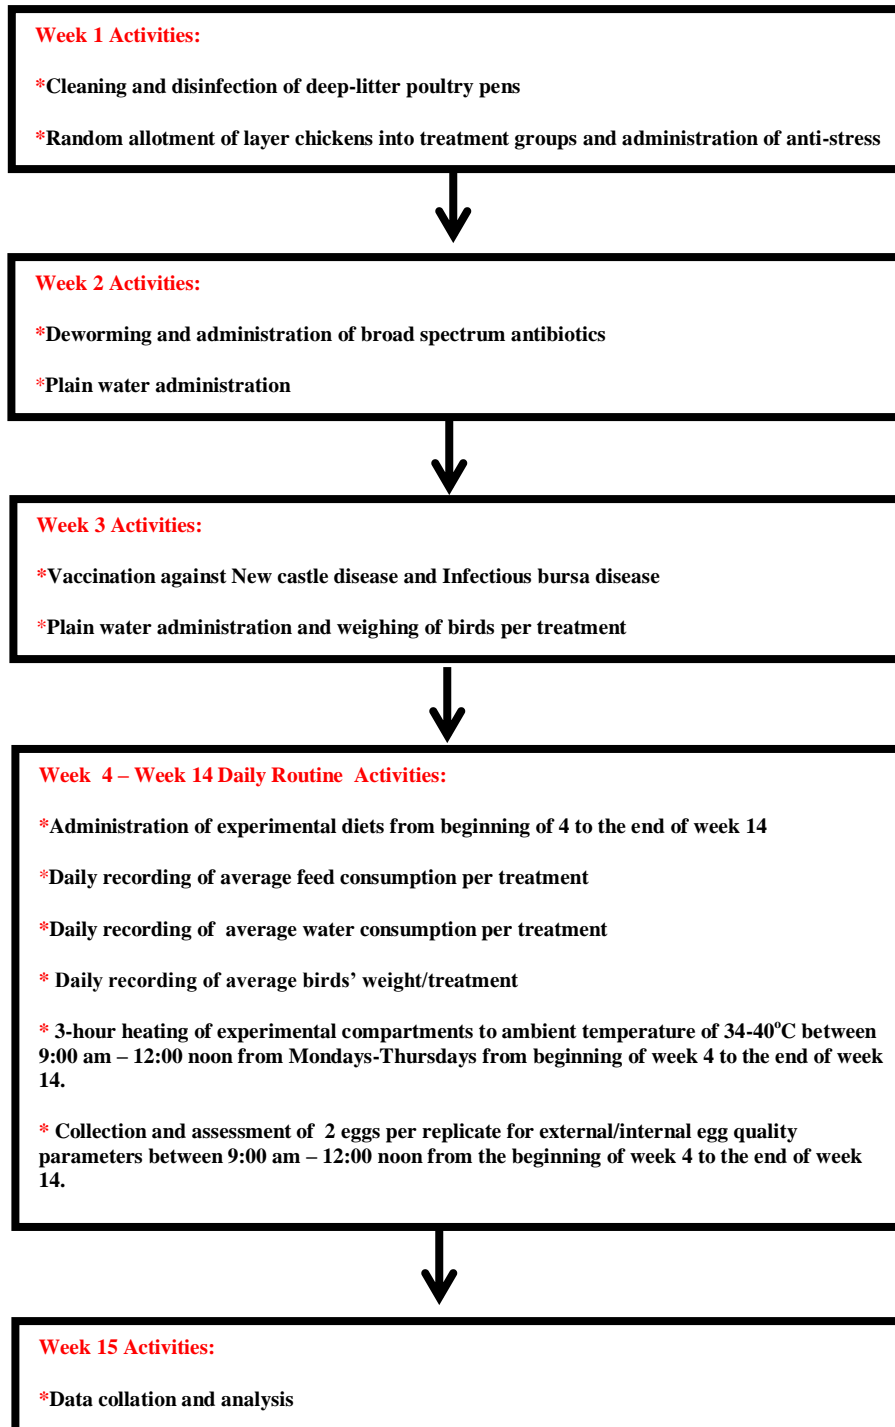 Week 1 Activities:
*Cleaning and disinfection of deep-litter poultry pens
*Random allotment of layer chickens into treatment groups and administration of anti-stress
Week 2 Activities:
*Deworming and administration of broad spectrum antibiotics
*Plain water administration
Week 3 Activities:
*Vaccination against New castle disease and Infectious bursa disease
*Plain water administration and weighing of birds per treatment
Week 4 – Week 14 Daily Routine Activities:
*Administration of experimental diets from beginning of 4 to the end of week 14
*Daily recording of average feed consumption per treatment
*Daily recording of average water consumption per treatment
* Daily recording of average birds’ weight/treatment
* 3-hour heating of experimental compartments to ambient temperature of 34-40°C between
9:00 am – 12:00 noon from Mondays-Thursdays from beginning of week 4 to the end of week
14.
* Collection and assessment of 2 eggs per replicate for external/internal egg quality
parameters between 9:00 am – 12:00 noon from the beginning of week 4 to the end of week
14.
Week 15 Activities:
*Data collation and analysis